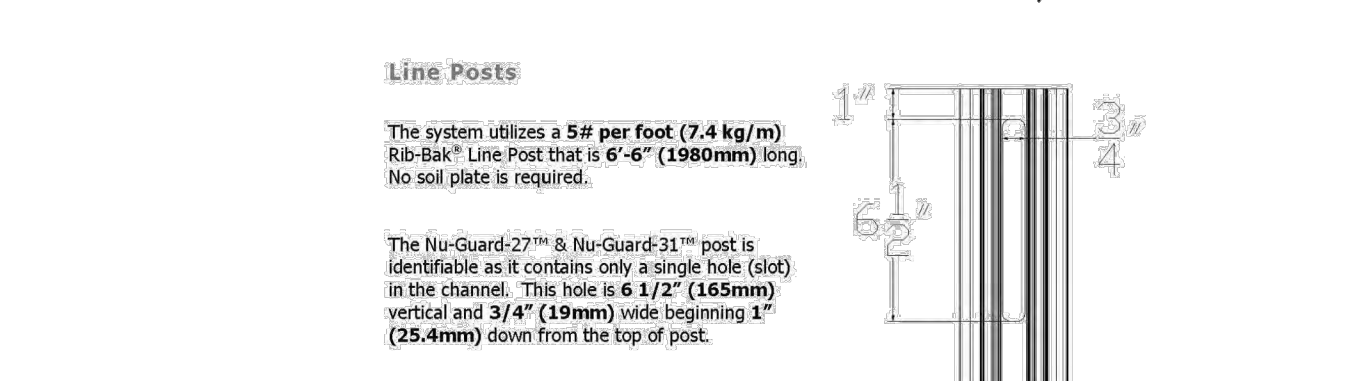 Line Posts
The system utilizes a 5# per foot (7.4 kg/m)
Rib-Bak® Line Post that is 6’-6” (1980mm) long.
No soil plate is required.
The Nu-Guard-27™ & Nu-Guard-31™ post is
identifiable as it contains only a single hole (slot)
in the channel.  This hole is 6 1/2” (165mm)
vertical and 3/4” (19mm) wide beginning 1”
(25.4mm) down from the top of post.
1”
3/4”
6 1/2”